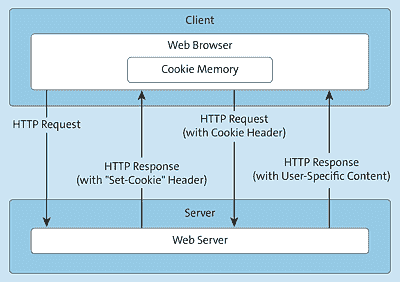 Client
Web Browser
Cookie Memory
HTTP Request
HTTP Response
(with "Set-Cookie" Header)
HTTP Request
(with Cookie Header)
HTTP Response
(with User-Specific Content)
Server
Web Server